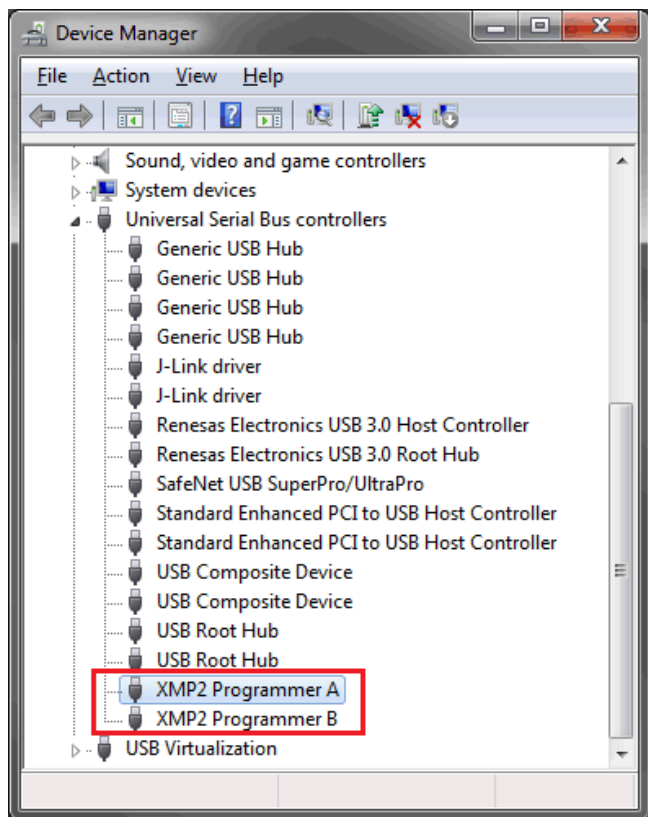 Device Manager
File Action View Help
Sound, video and game controllers
System devices
Universal Serial Bus controllers
Generic USB Hub
Generic USB Hub
Generic USB Hub
Generic USB Hub
J-Link driver
J-Link driver
Renesas Electronics USB 3.0 Host Controller
Renesas Electronics USB 3.0 Root Hub
SafeNet USB SuperPro/UltraPro
Standard Enhanced PCI to USB Host Controller
Standard Enhanced PCI to USB Host Controller
USB Composite Device
USB Composite Device
USB Root Hub
USB Root Hub
XMP2 Programmer A
XMP2 Programmer B
USB Virtualization